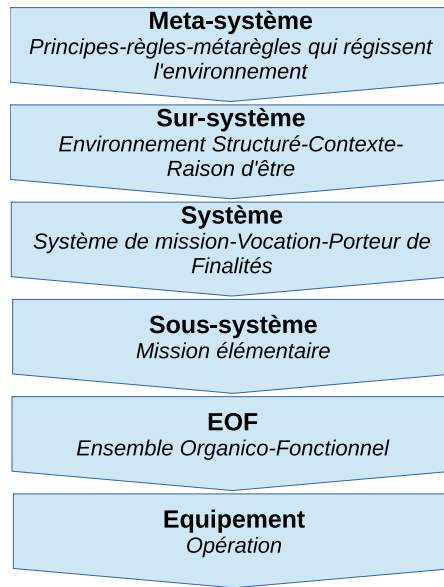 Meta-système
Principes-règles-métarègles qui régissent
l'environnement
Sur-système
Environnement Structuré-Contexte-
Raison d'être
Système
Système de mission-Vocation-Porteur de
Finalités
Sous-système
Mission élémentaire
EOF
Ensemble Organico-Fonctionnel
Equipement
Opération